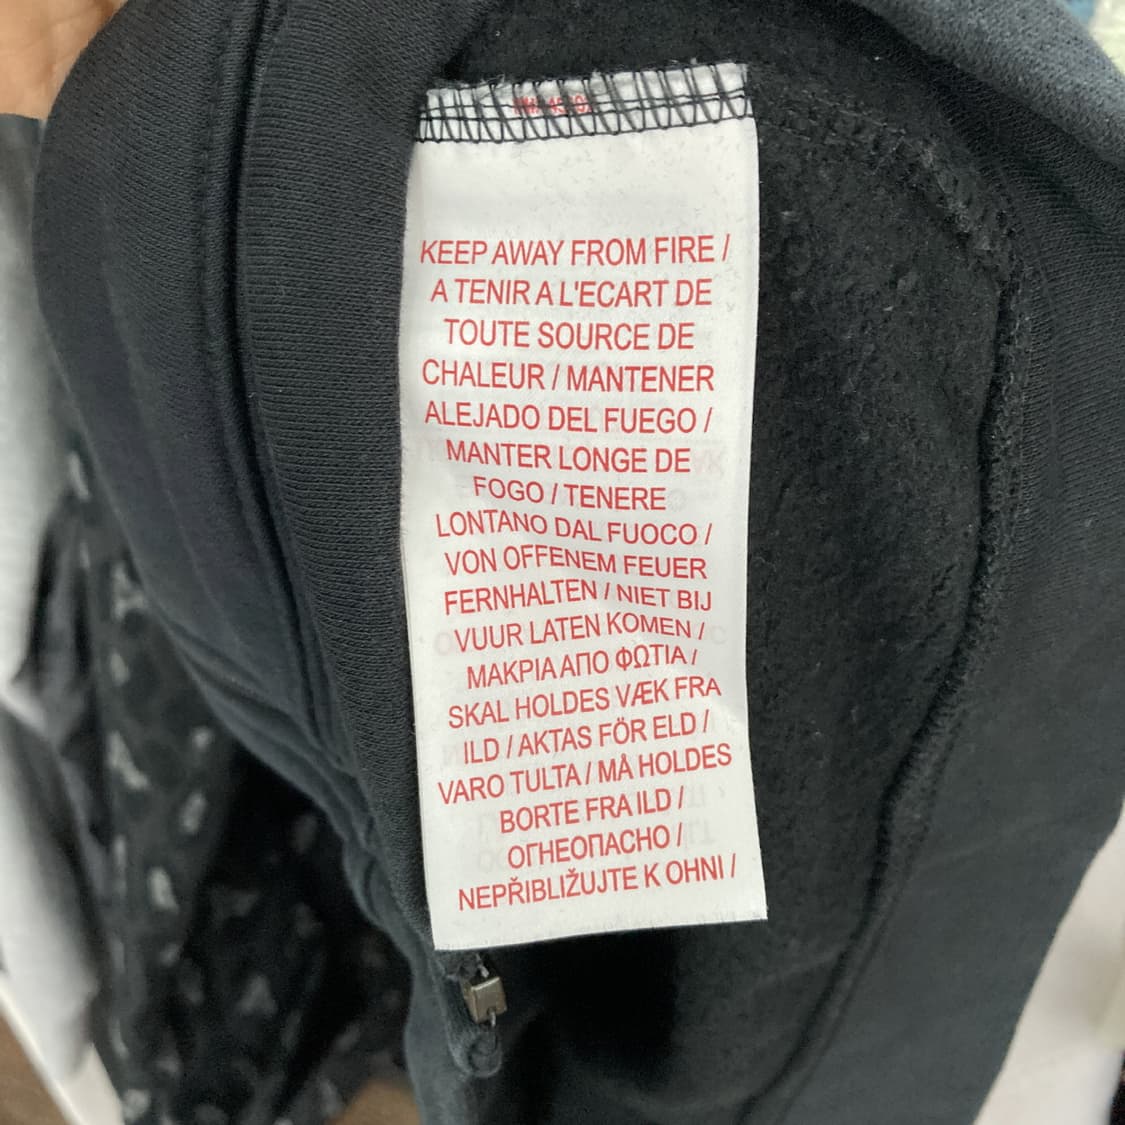 KEEP AWAY FROM FIRE /
A TENIR A L'ECART DE
TOUTE SOURCE DE
CHALEUR / MANTENER
ALEJADO DEL FUEGO /
MANTER LONGE DE
FOGO / TENERE
LONTANO DAL FUOCO /
VON OFFENEM FEUER
FERNHALTEN / NIET BIJ
VUUR LATEN KOMEN /
ΜΑΚΡΙΑ ΑΠΟ ΦΩΤΙΑ /
SKAL HOLDES VÆK FRA
ILD / AKTAS FÖR ELD /
VARO TULTA / MÅ HOLDES
BORTE FRA ILD /
ОГНЕОПАСНО /
NEPŘIBLIŽUJTE K OHNI /